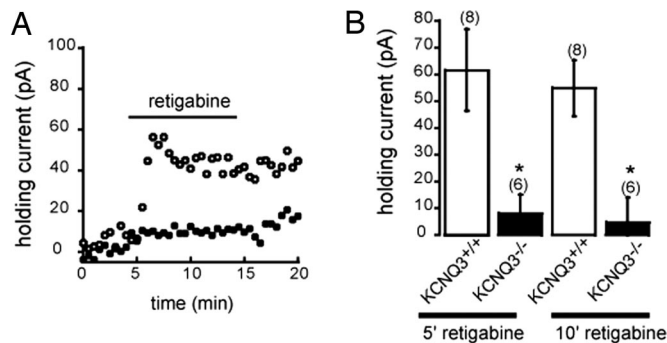 A
holding current (pA)
100
80
60
40
20
0
retigabine
0
5
10
15
20
time (min)
B
holding current (pA)
80
70
60
50
40
30
20
10
0
(8)
*
(6)
(8)
*
(6)
KCNQ3+/+
KCNQ3-/-
KCNQ3+/+
KCNQ3-/-
5' retigabine
10' retigabine